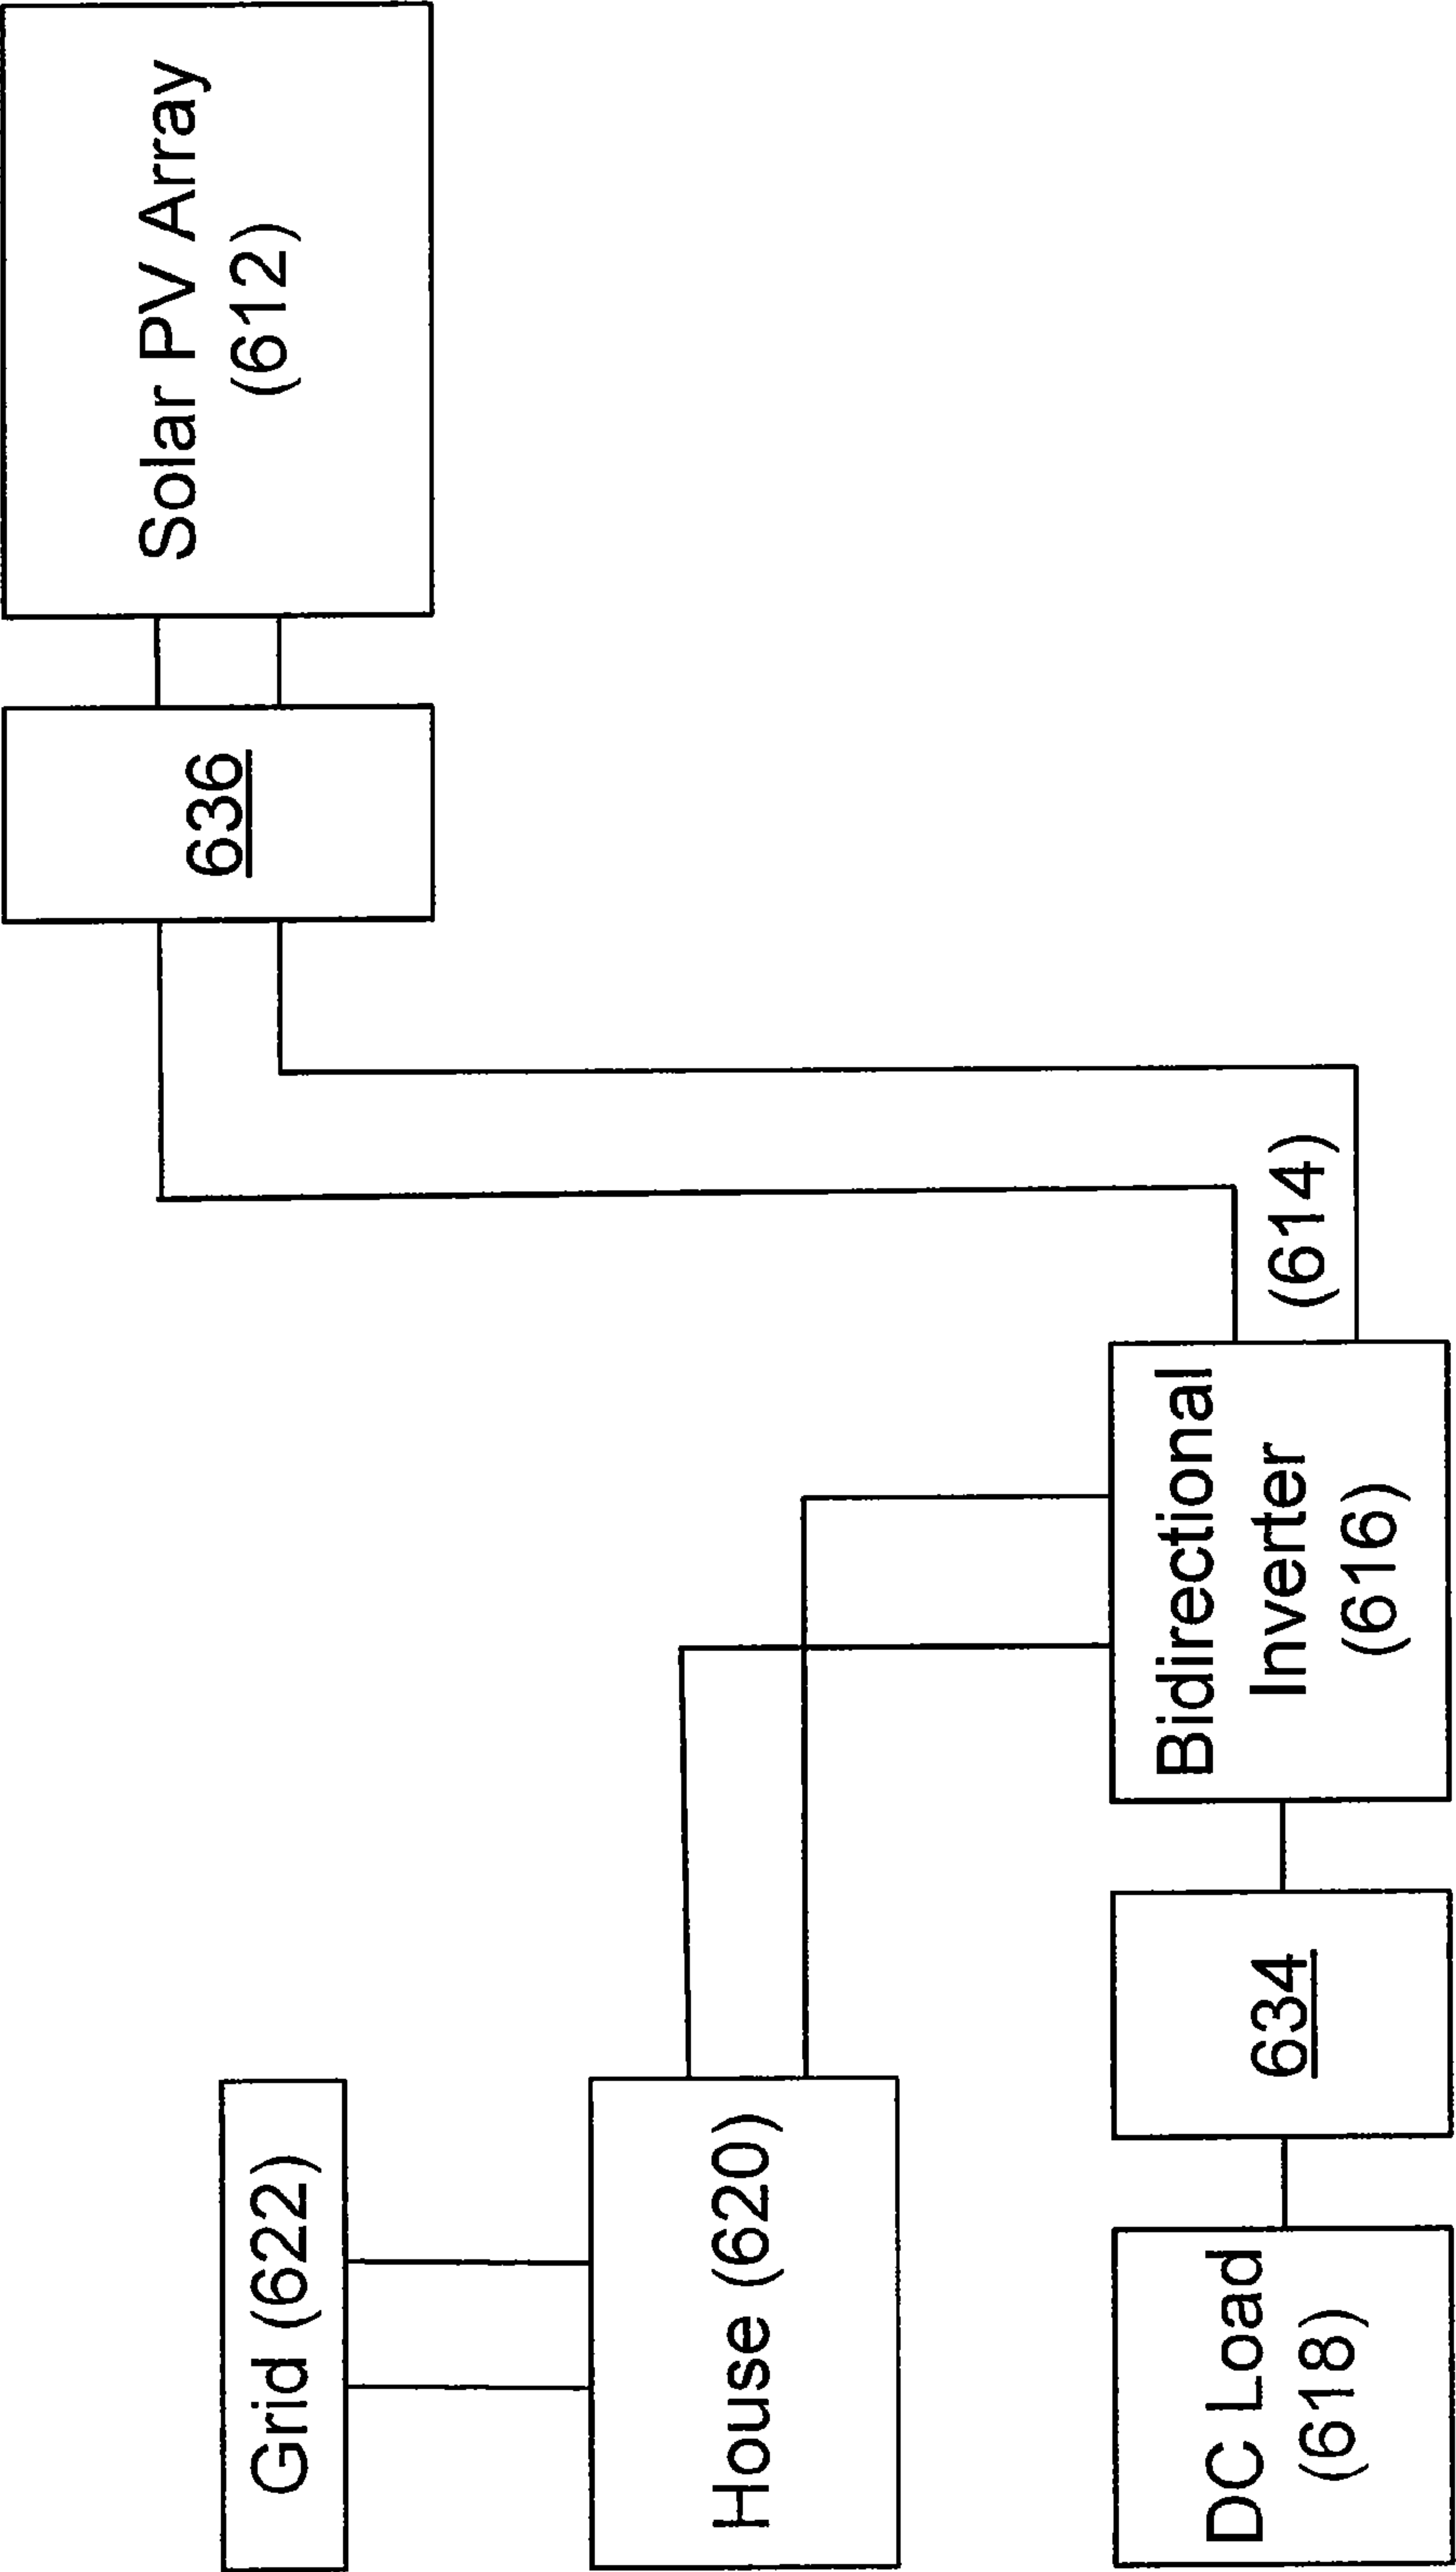 Grid (622)
House (620)
DC Load
(618)
634
Bidirectional
Inverter
(616)
(614)
636
Solar PV Array
(612)